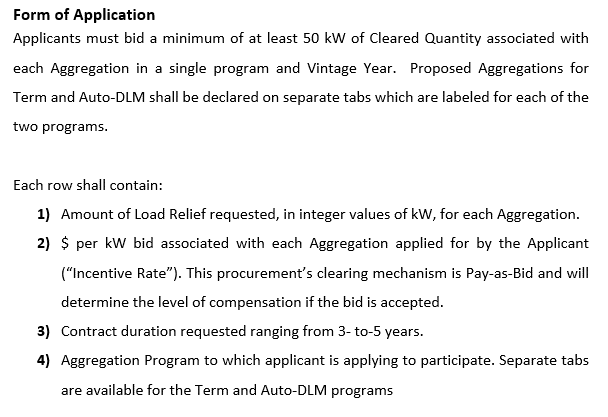 Form of Application
Applicants must bid a minimum of at least 50 kW of Cleared Quantity associated with
each Aggregation in a single program and Vintage Year. Proposed Aggregations for
Term and Auto-DLM shall be declared on separate tabs which are labeled for each of the
two programs.
Each row shall contain:
1) Amount of Load Relief requested, in integer values of kW, for each Aggregation.
2) $ per kW bid associated with each Aggregation applied for by the Applicant
(“Incentive Rate”). This procurement’s clearing mechanism is Pay-as-Bid and will
determine the level of compensation if the bid is accepted.
3) Contract duration requested ranging from 3- to-5 years.
4) Aggregation Program to which applicant is applying to participate. Separate tabs
are available for the Term and Auto-DLM programs